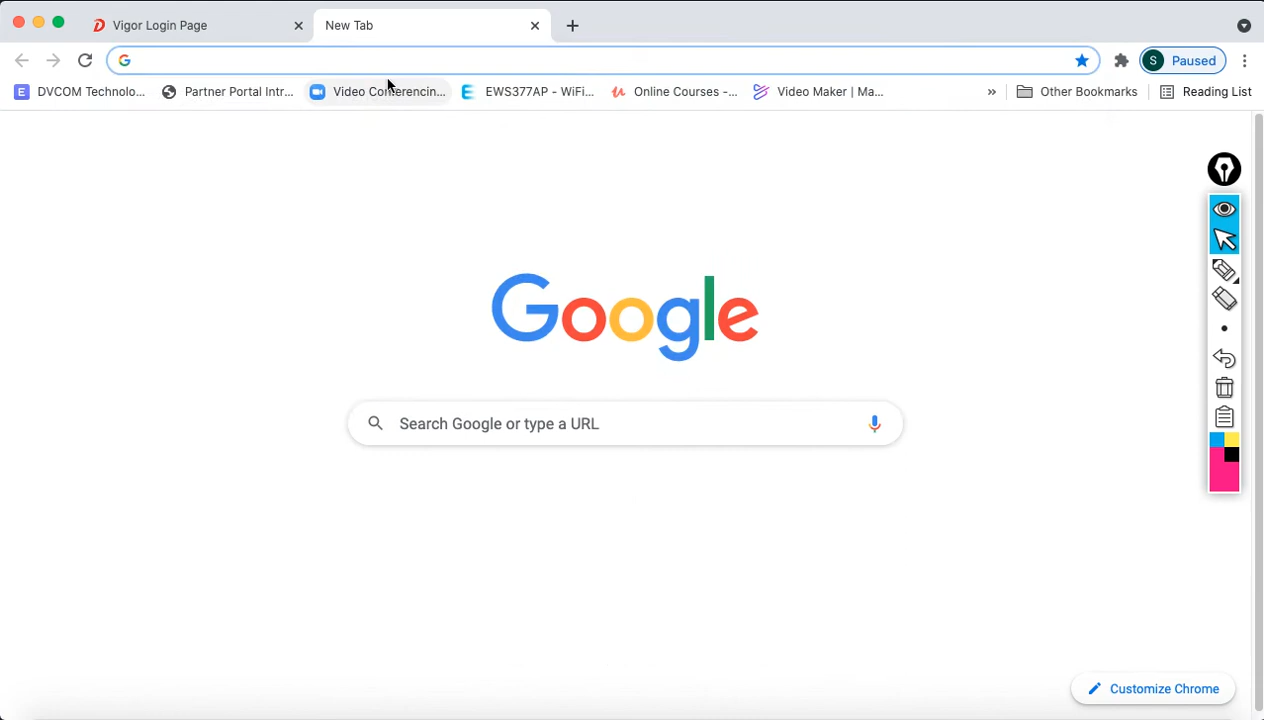 Vigor Login Page
New Tab
S Paused
E DVCOM Technolo...
Partner Portal Intr...
Video Conferencin...
EWS377AP - WiFi...
Online Courses -...
Video Maker | Ma...
»
Other Bookmarks
Reading List
Google
Search Google or type a URL
Customize Chrome